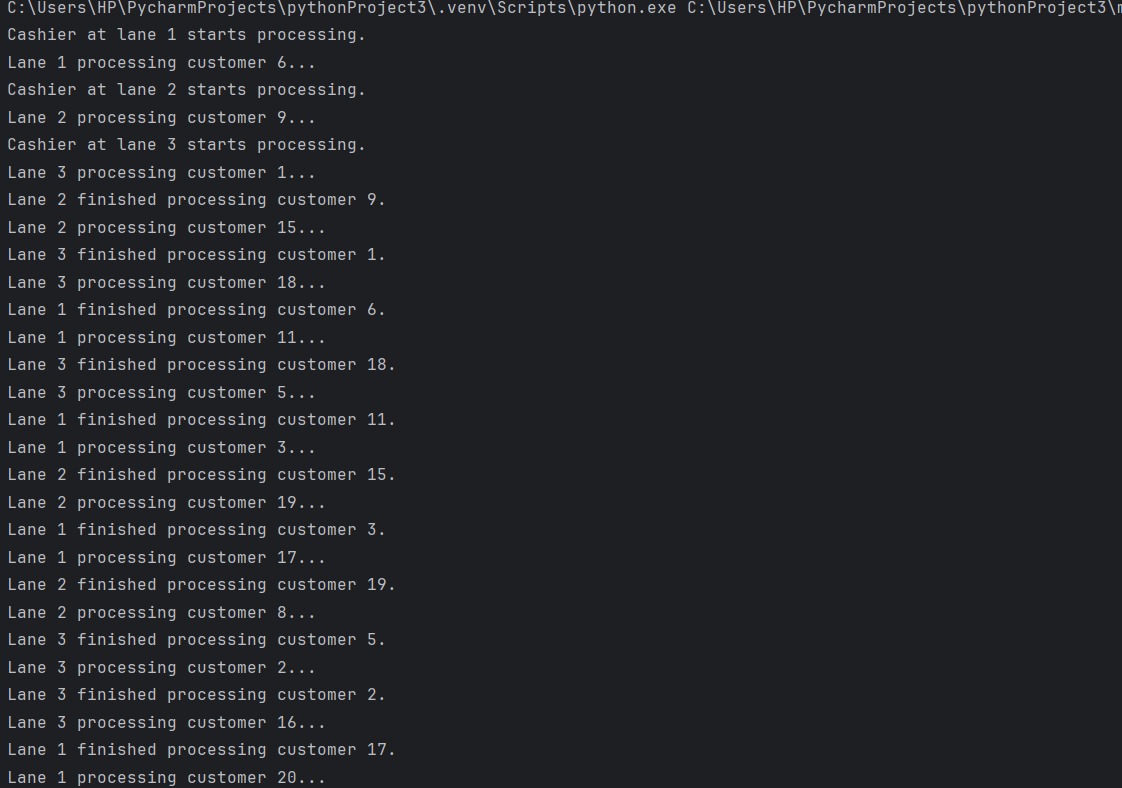 C:\Users\HP\PycharmProjects\pythonProject3\.venv\Scripts\python.exe C:\Users\HP\PycharmProjects\pythonProject3\
Cashier at lane 1 starts processing.
Lane 1 processing customer 6...
Cashier at lane 2 starts processing.
Lane 2 processing customer 9...
Cashier at lane 3 starts processing.
Lane 3 processing customer 1...
Lane 2 finished processing customer 9.
Lane 2 processing customer 15...
Lane 3 finished processing customer 1.
Lane 3 processing customer 18...
Lane 1 finished processing customer 6.
Lane 1 processing customer 11...
Lane 3 finished processing customer 18.
Lane 3 processing customer 5...
Lane 1 finished processing customer 11.
Lane 1 processing customer 3...
Lane 2 finished processing customer 15.
Lane 2 processing customer 19...
Lane 1 finished processing customer 3.
Lane 1 processing customer 17...
Lane 2 finished processing customer 19.
Lane 2 processing customer 8...
Lane 3 finished processing customer 5.
Lane 3 processing customer 2...
Lane 3 finished processing customer 2.
Lane 3 processing customer 16...
Lane 1 finished processing customer 17.
Lane 1 processing customer 20...